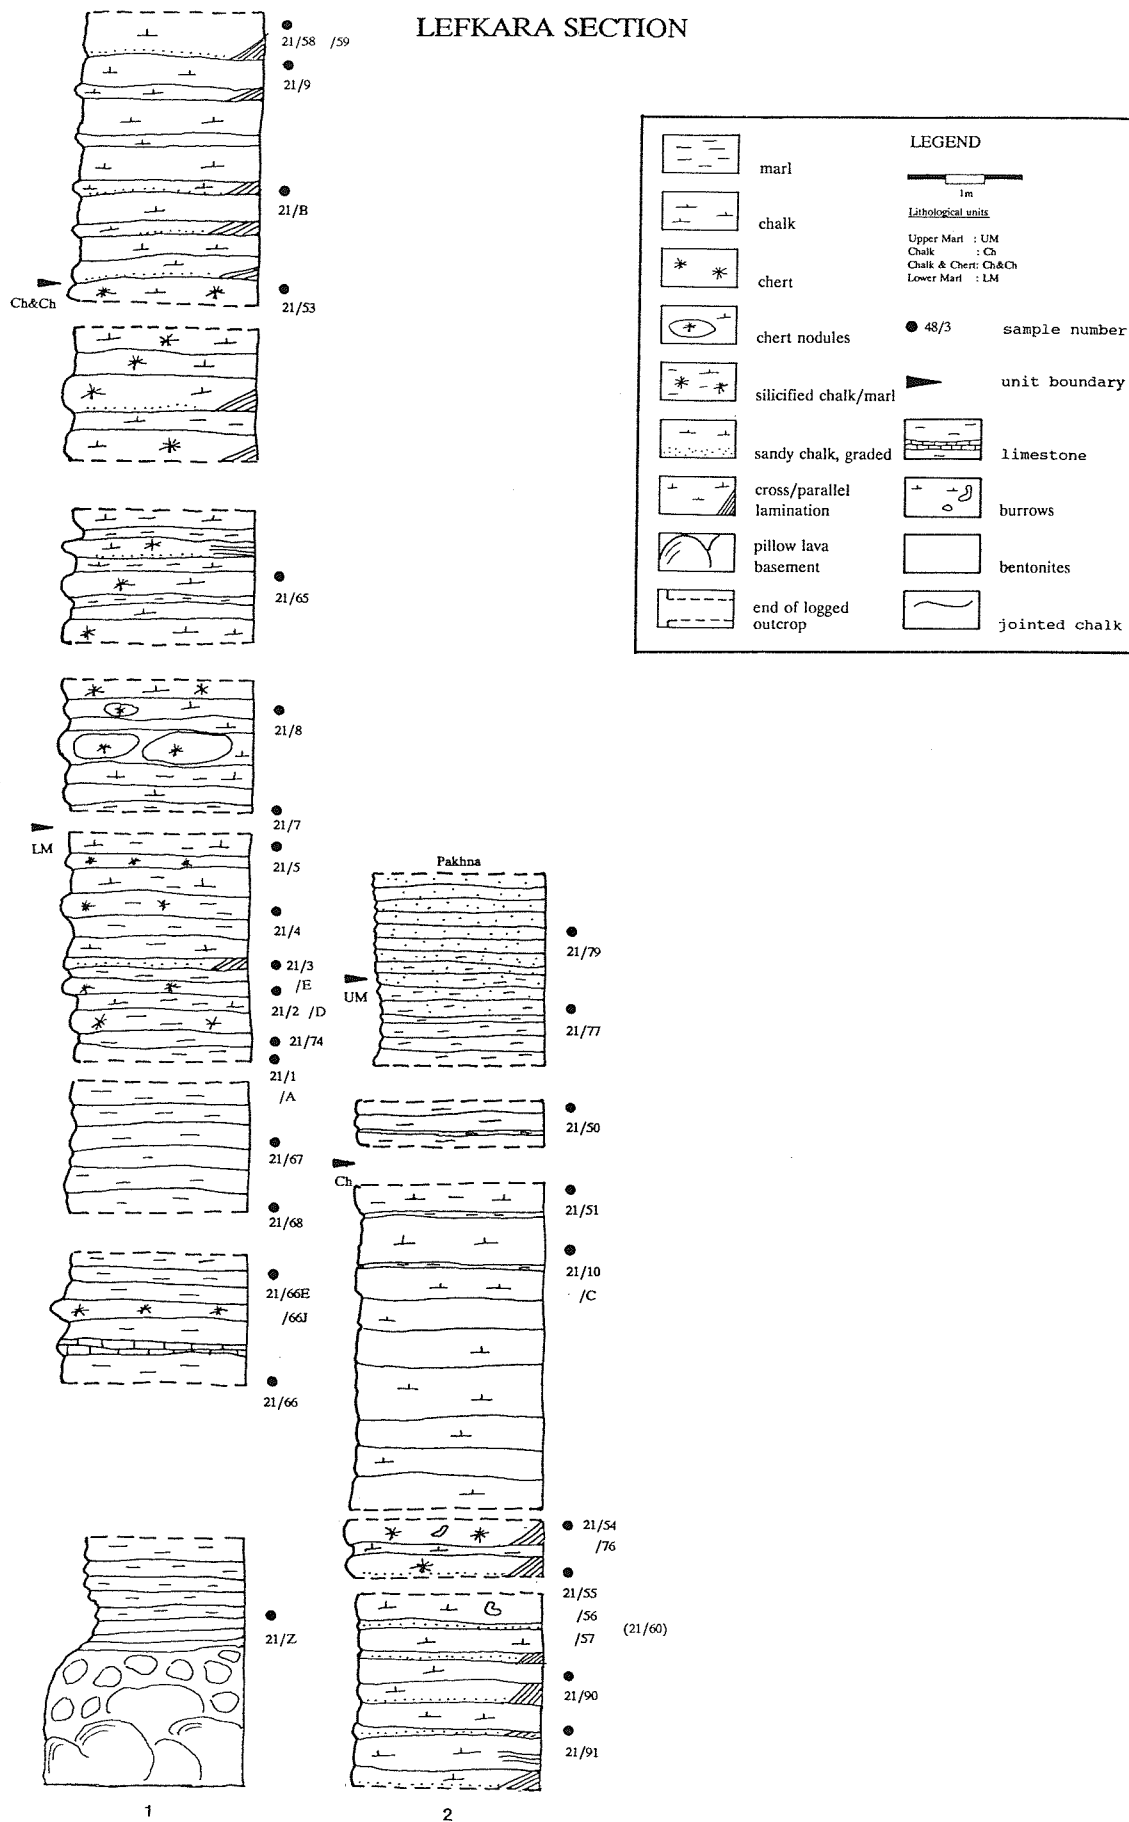 LEFKARA SECTION
21/58 /59
21/9
21/B
Ch&Ch
21/53
21/65
21/8
21/7
LM
21/5
21/4
21/3
/E
21/2 /D
21/74
21/1
/A
21/67
21/68
21/66E
/66J
21/66
21/Z
1
Pakhna
21/79
UM
21/77
21/50
Ch
21/51
21/10
/C
21/54
/76
21/55
/56
/57
(21/60)
21/90
21/91
2
LEGEND
1m
Lithological units
Upper Marl : UM
Chalk : Ch
Chalk & Chert: Ch&Ch
Lower Marl : LM
marl
chalk
chert
chert nodules
silicified chalk/marl
sandy chalk, graded
cross/parallel
lamination
pillow lava
basement
end of logged
outcrop
48/3 sample number
unit boundary
limestone
burrows
bentonites
jointed chalk